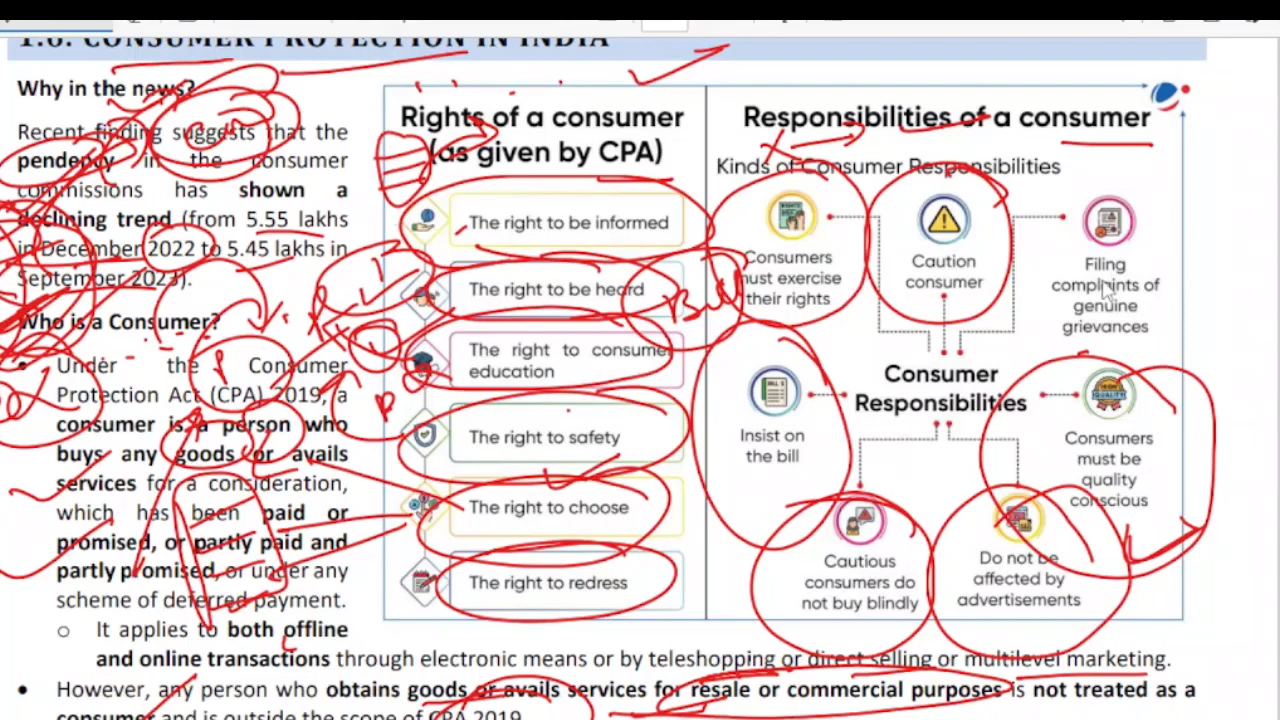 1.6. CONSUMER PROTECTION IN INDIA
Why in the news?
Recent finding suggests that the
pendency in the consumer
commissions has shown a
declining trend (from 5.55 lakhs
in December 2022 to 5.45 lakhs in
September 2023).
Who is a Consumer?
• Under the Consumer
Protection Act (CPA) 2019, a
consumer is a person who
buys any goods or avails
services for a consideration,
which has been paid or
promised, or partly paid and
partly promised, or under any
scheme of deferred payment.
o It applies to both offline
and online transactions through electronic means or by teleshopping or direct selling or multilevel marketing.
• However, any person who obtains goods or avails services for resale or commercial purposes is not treated as a
consumer and is outside the scope of CPA 2019.
Rights of a consumer
(as given by CPA)
The right to be informed
The right to be heard
The right to consumer
education
The right to safety
The right to choose
The right to redress
Responsibilities of a consumer
Kinds of Consumer Responsibilities
Consumers
must exercise
their rights
Caution
consumer
Filing
complaints of
genuine
grievances
Insist on
the bill
Consumer
Responsibilities
Consumers
must be
quality
conscious
Cautious
consumers do
not buy blindly
Do not be
affected by
advertisements